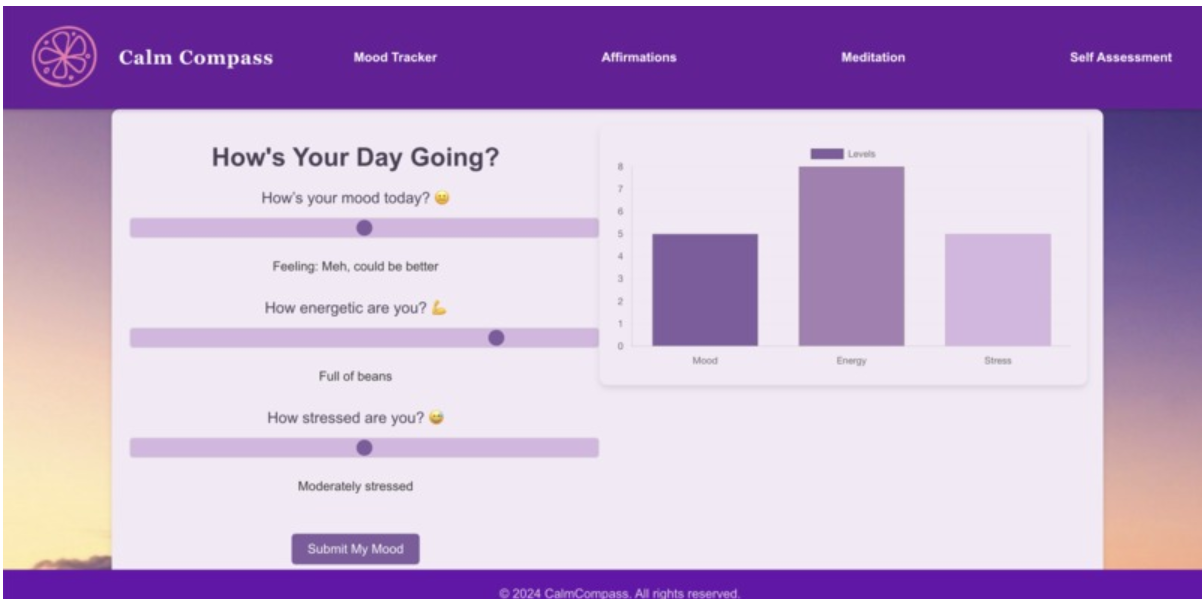 Calm Compass
Mood Tracker
Affirmations
Meditation
Self Assessment
How's Your Day Going?
How's your mood today? 😐
Feeling: Meh, could be better
How energetic are you? 💪
Full of beans
How stressed are you? 😅
Moderately stressed
Submit My Mood
Levels
8
7
6
5
4
3
2
1
0
Mood
Energy
Stress
© 2024 CalmCompass. All rights reserved.